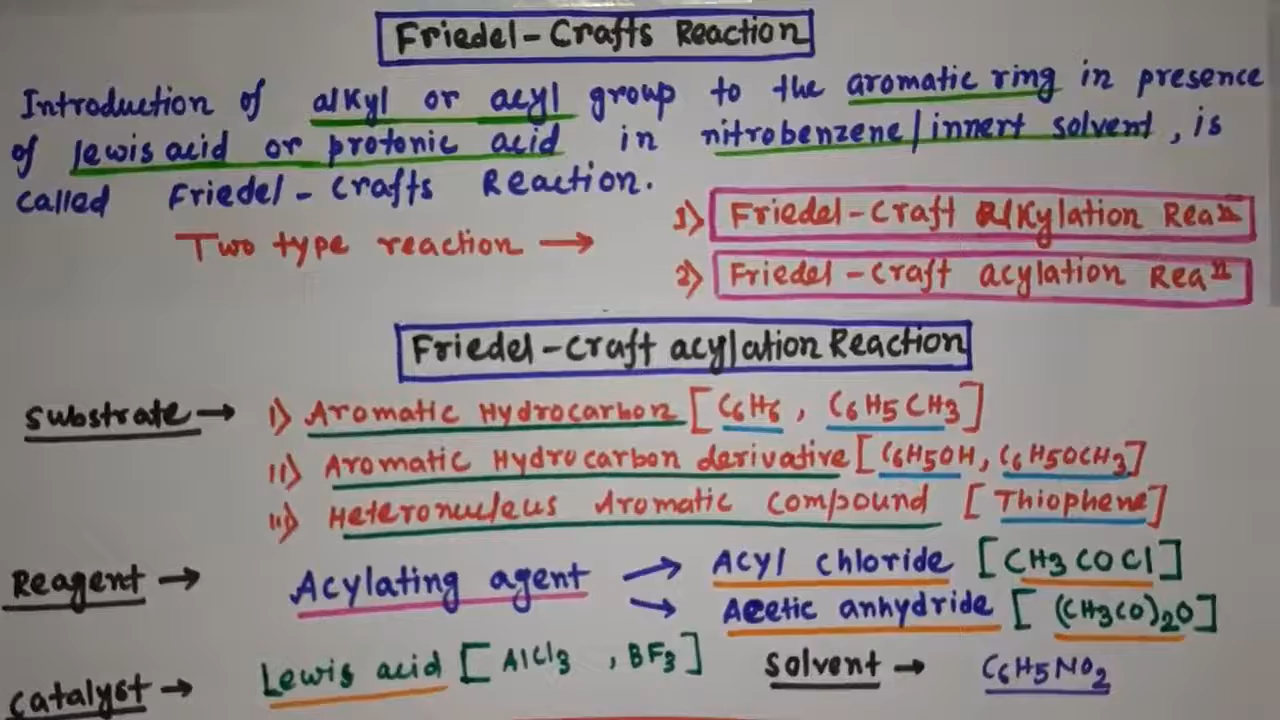 Friedel-Crafts Reaction
Introduction of alkyl or acyl group to the aromatic ring in presence
of lewis acid or protonic acid in nitrobenzene/innert solvent, is
called Friedel-Crafts Reaction.
Two type reaction → 1) Friedel-Craft Alkylation Reaⁿ
2) Friedel-Craft acylation Reaⁿ
Friedel-Craft acylation Reaction
Substrate → i) Aromatic Hydrocarbon [C6H6, C6H5CH3]
ii) Aromatic Hydrocarbon derivative [C6H5OH, C6H5OCH3]
iii) Heteronucleus Aromatic Compound [Thiophene]
Reagent → Acylating agent → Acyl chloride [CH3COCl]
→ Acetic anhydride [(CH3CO)2O]
Catalyst → Lewis acid [AlCl3, BF3] Solvent → C6H5NO2